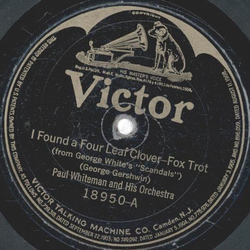 "HIS MASTER'S VOICE"
Victor
I Found a Four Leaf Clover-Fox Trot
(from George White's "Scandals")
(George Gershwin)
Paul Whiteman and His Orchestra
18950-A
VICTOR TALKING MACHINE CO. Camden, N.J.